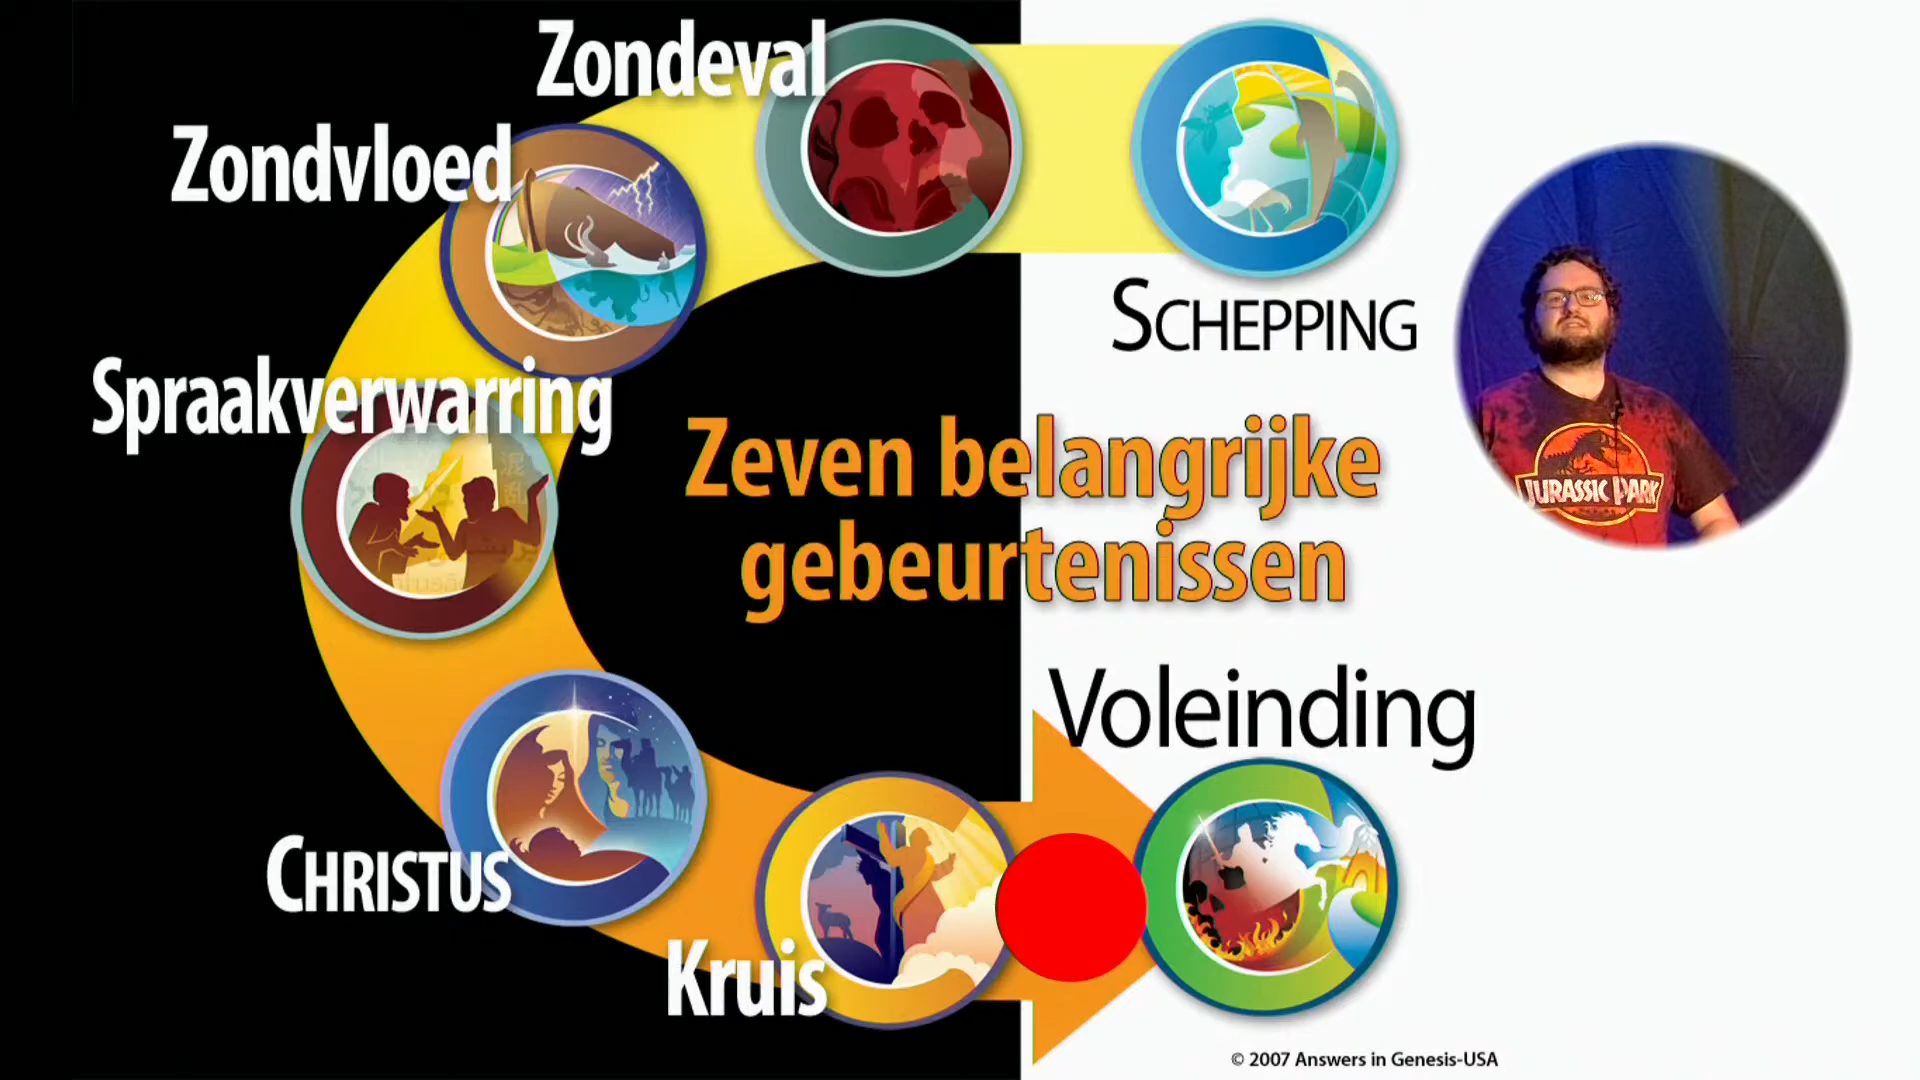 Zondeval
Zondvloed
Spraakverwarring
SCHEPPING
Zeven belangrijke
gebeurtenissen
JURASSIC PARK
Voleinding
CHRISTUS
Kruis
© 2007 Answers in Genesis-USA